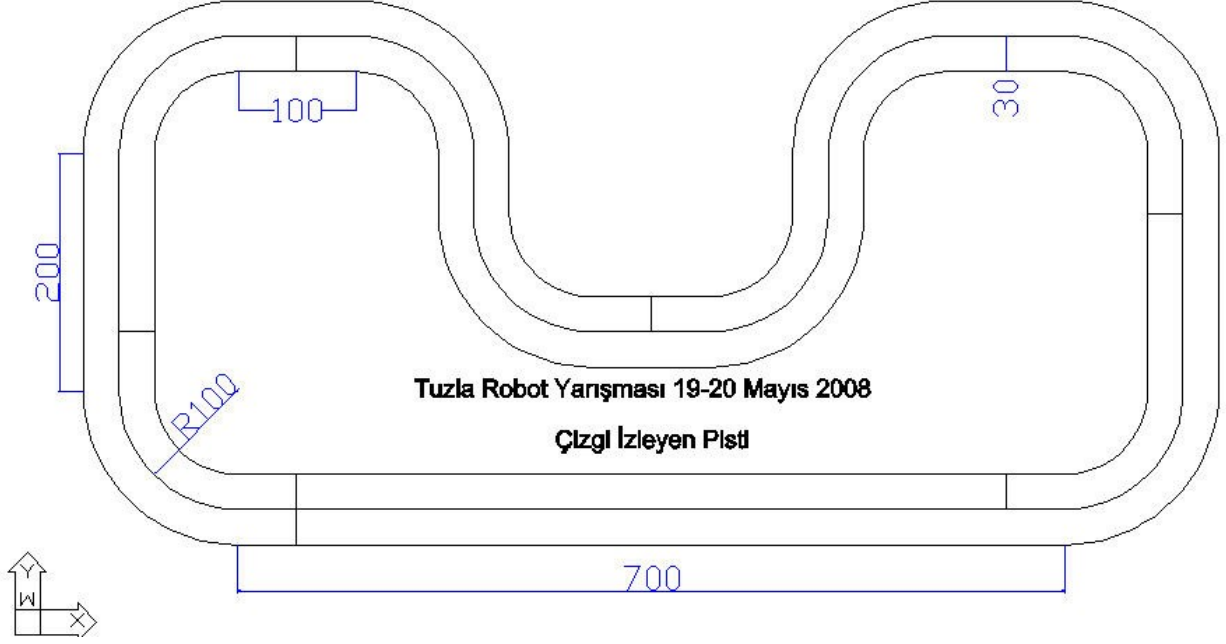 100
30
200
R100
Tuzla Robot Yarışması 19-20 Mayıs 2008
Çizgi İzleyen Pisti
700
Y
W
X